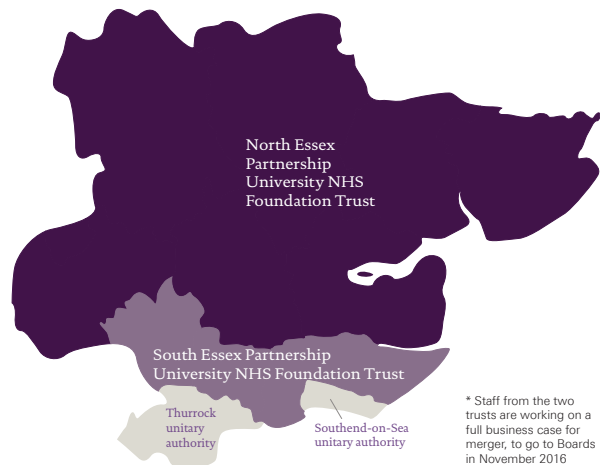 North Essex
Partnership
University NHS
Foundation Trust
South Essex Partnership
University NHS Foundation Trust
Thurrock
unitary
authority
Southend-on-Sea
unitary authority
* Staff from the two
trusts are working on a
full business case for
merger, to go to Boards
in November 2016